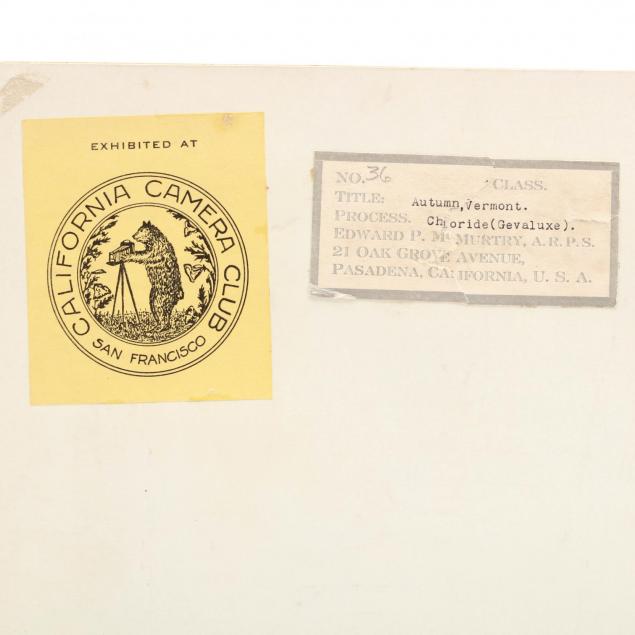 EXHIBITED AT
CALIFORNIA CAMERA CLUB
SAN FRANCISCO
NO. 36 CLASS.
TITLE: Autumn,Vermont.
PROCESS. Chloride(Gevaluxe).
EDWARD P. McMURTRY, A.R.P.S.
21 OAK GROVE AVENUE,
PASADENA, CALIFORNIA, U. S. A.